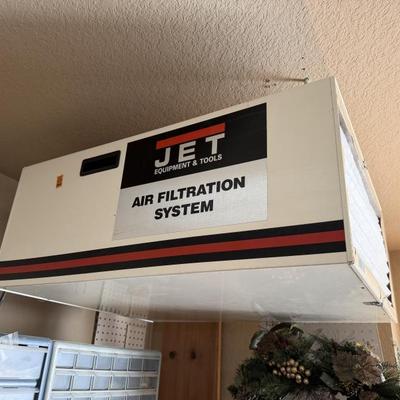 JET
EQUIPMENT & TOOLS
AIR FILTRATION
SYSTEM